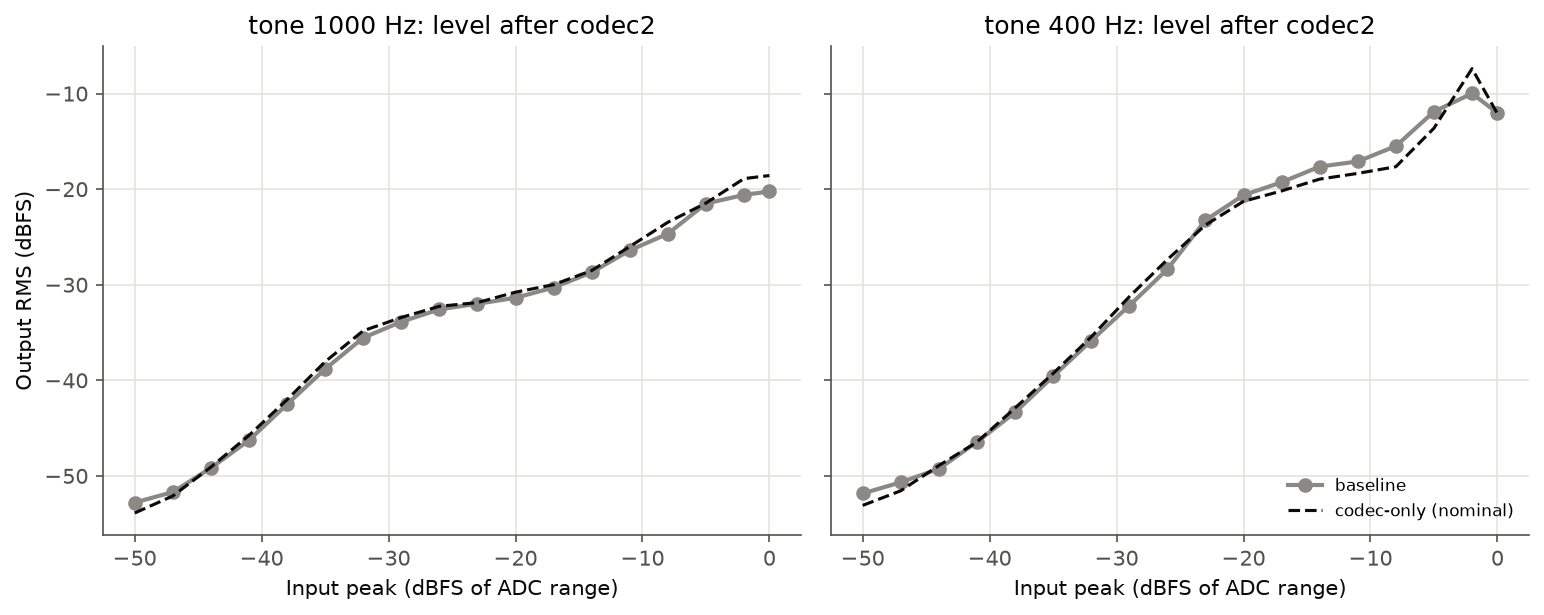 tone 1000 Hz: level after codec2
tone 400 Hz: level after codec2
Output RMS (dBFS)
−10
−20
−30
−40
−50
baseline
codec-only (nominal)
−50 −40 −30 −20 −10 0
−50 −40 −30 −20 −10 0
Input peak (dBFS of ADC range)
Input peak (dBFS of ADC range)